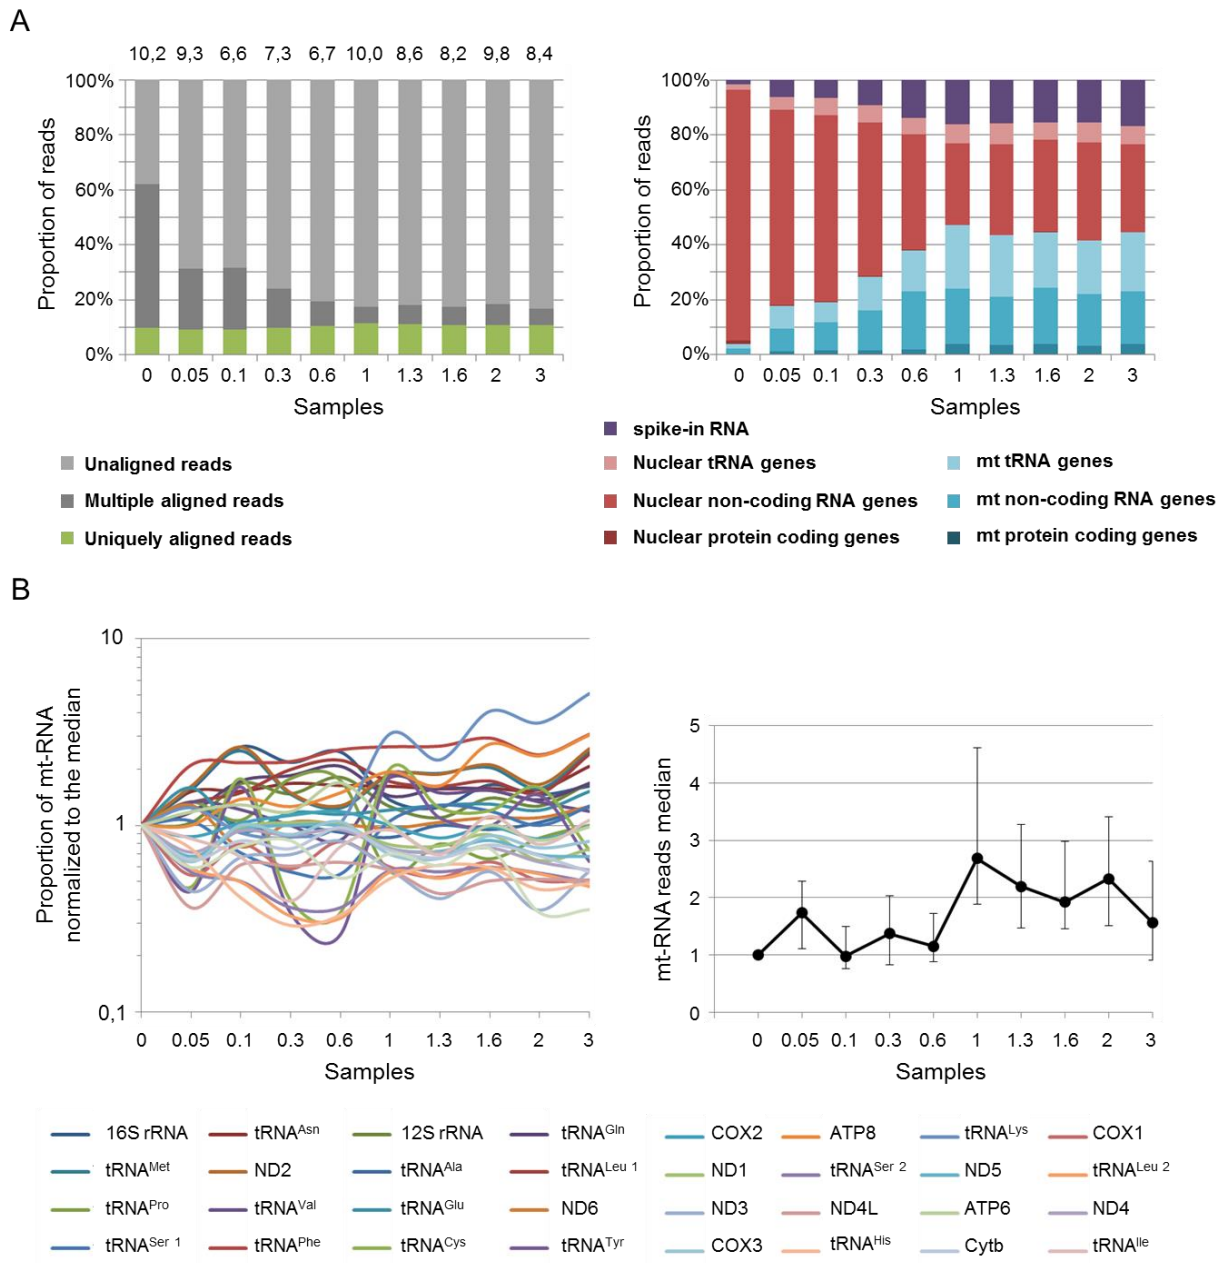 A
10,2 9,3 6,6 7,3 6,7 10,0 8,6 8,2 9,8 8,4
Proportion of reads
100%
80%
60%
40%
20%
0%
0 0.05 0.1 0.3 0.6 1 1.3 1.6 2 3
Samples
Unaligned reads
Multiple aligned reads
Uniquely aligned reads
Proportion of reads
100%
80%
60%
40%
20%
0%
0 0.05 0.1 0.3 0.6 1 1.3 1.6 2 3
Samples
spike-in RNA
Nuclear tRNA genes mt tRNA genes
Nuclear non-coding RNA genes mt non-coding RNA genes
Nuclear protein coding genes mt protein coding genes
B
Proportion of mt-RNA
normalized to the median
10
1
0,1
0 0.05 0.1 0.3 0.6 1 1.3 1.6 2 3
Samples
mt-RNA reads median
5
4
3
2
1
0
0 0.05 0.1 0.3 0.6 1 1.3 1.6 2 3
Samples
16S rRNA tRNAAsn 12S rRNA tRNAGln COX2 ATP8 tRNALys COX1
tRNAMet ND2 tRNAAla tRNALeu 1 ND1 tRNASer 2 ND5 tRNALeu 2
tRNAPro tRNAVal tRNAGlu ND6 ND3 ND4L ATP6 ND4
tRNASer 1 tRNAPhe tRNACys tRNATyr COX3 tRNAHis Cytb tRNAIle